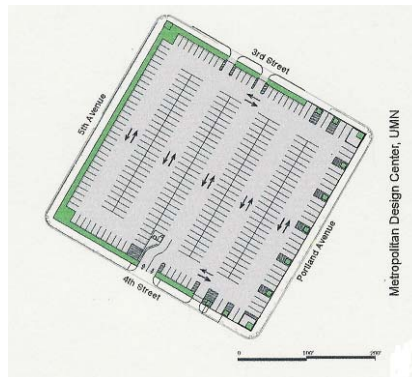 3rd Street
5th Avenue
Portland Avenue
4th Street
Metropolitan Design Center, UMN
0 100' 200'